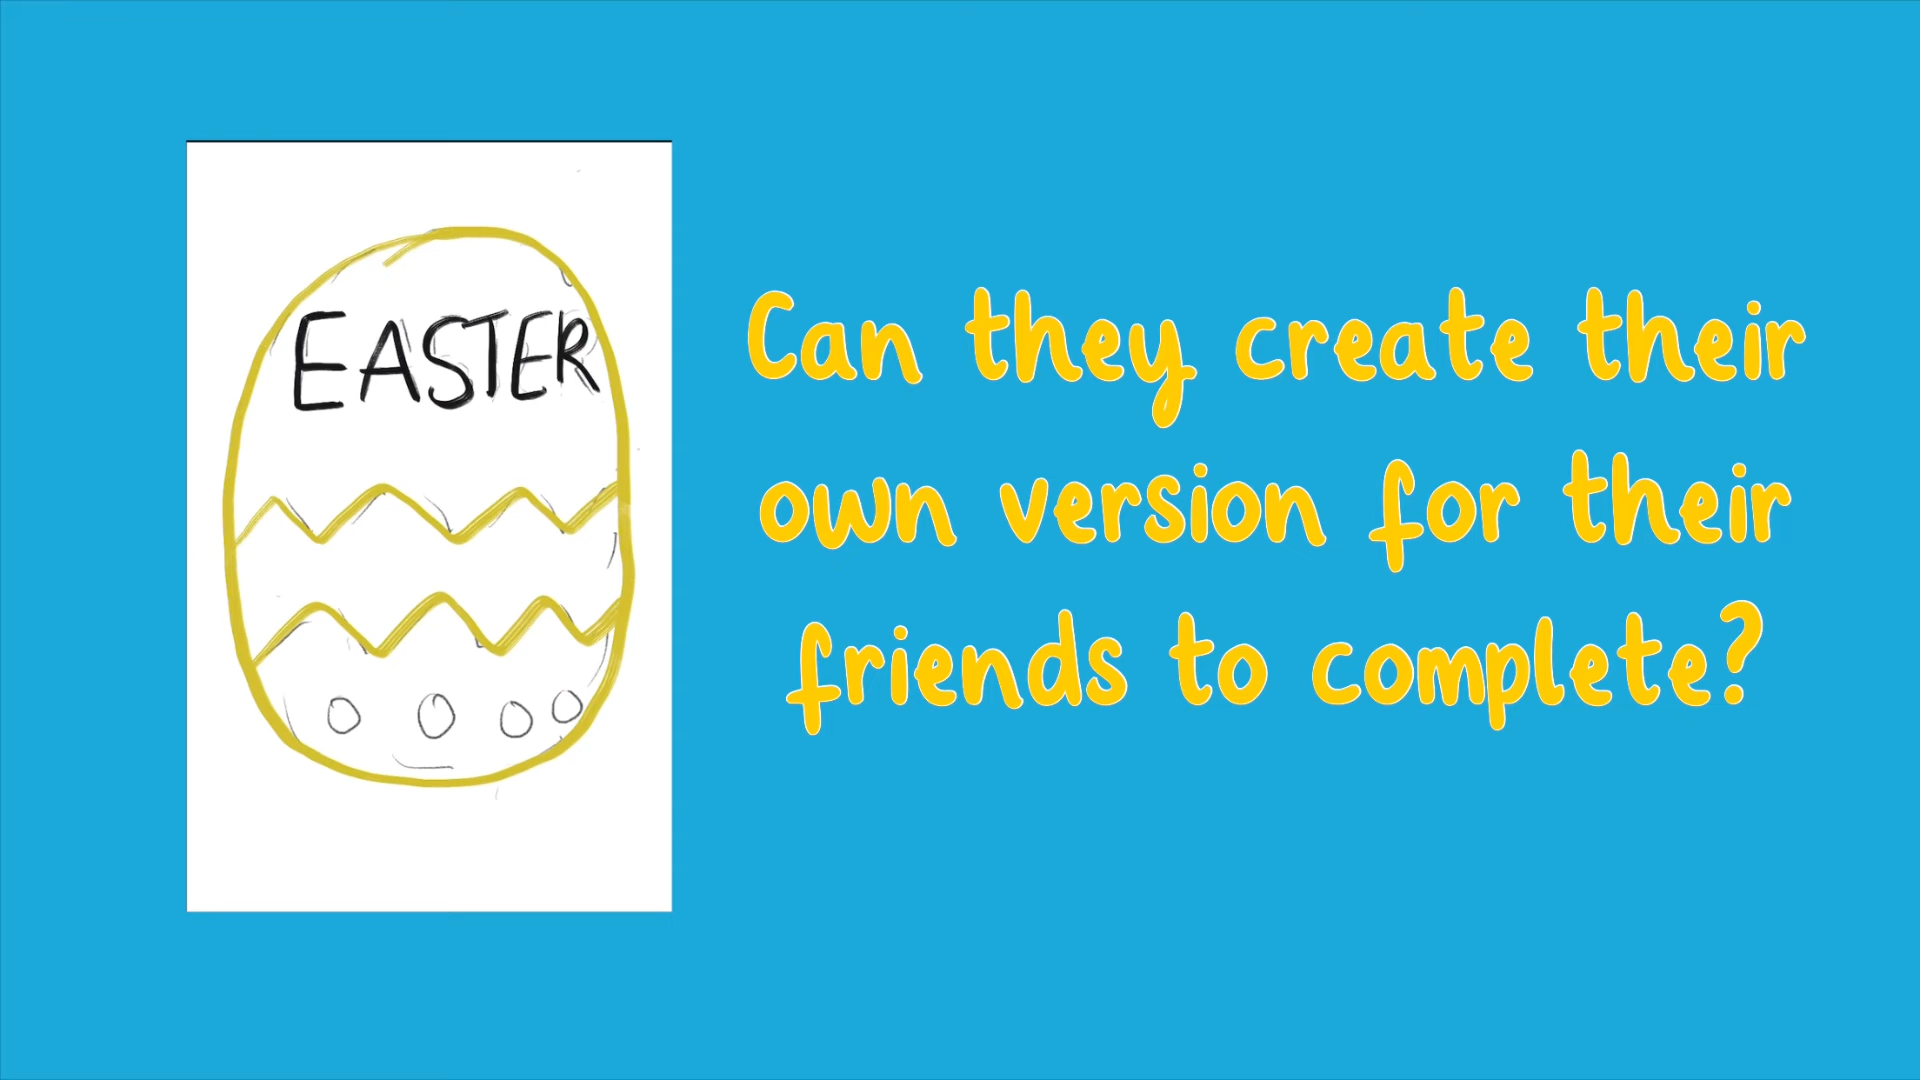 EASTER
Can they create their
own version for their
friends to complete?